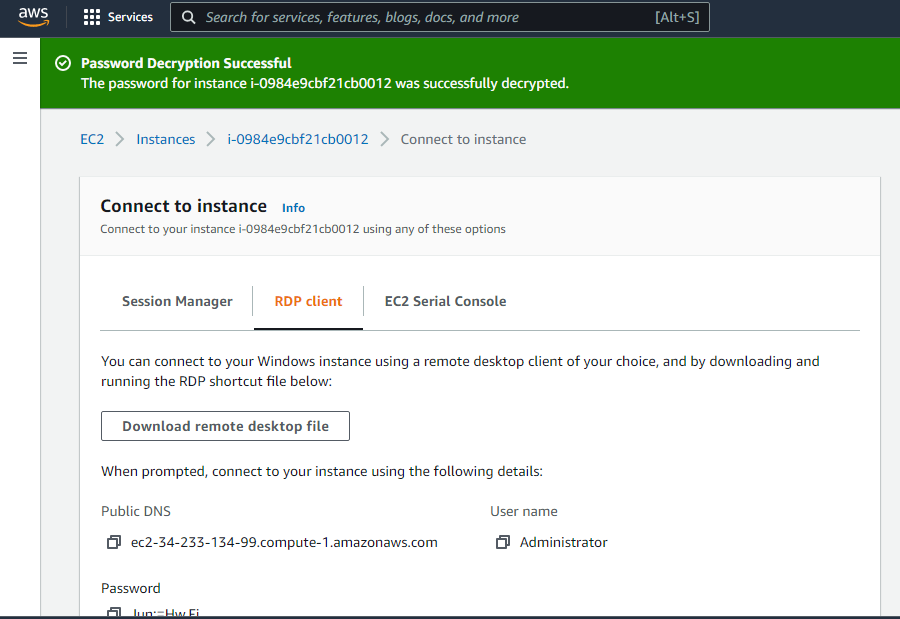 aws
Services
Search for services, features, blogs, docs, and more
[Alt+S]
Password Decryption Successful
The password for instance i-0984e9cbf21cb0012 was successfully decrypted.
EC2 Instances i-0984e9cbf21cb0012 Connect to instance
Connect to instance Info
Connect to your instance i-0984e9cbf21cb0012 using any of these options
Session Manager RDP client EC2 Serial Console
You can connect to your Windows instance using a remote desktop client of your choice, and by downloading and
running the RDP shortcut file below:
Download remote desktop file
When prompted, connect to your instance using the following details:
Public DNS
ec2-34-233-134-99.compute-1.amazonaws.com
User name
Administrator
Password